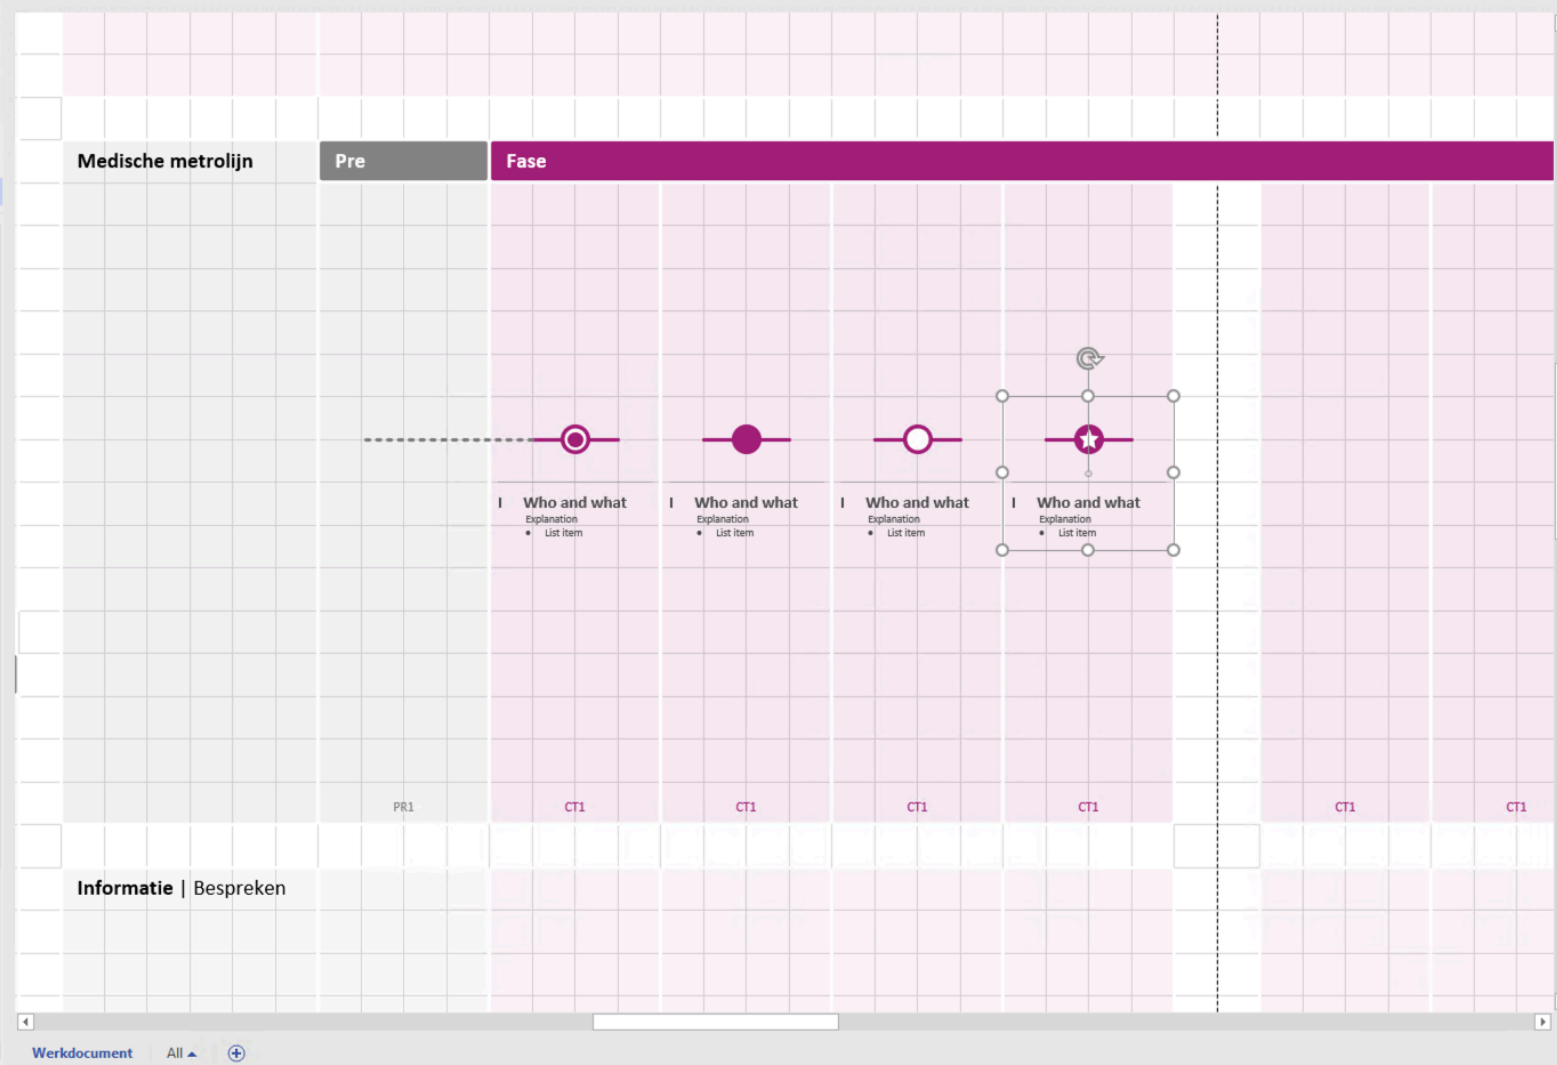 Medische metrolijn
Pre
Fase
I Who and what
Explanation
• List item
I Who and what
Explanation
• List item
I Who and what
Explanation
• List item
I Who and what
Explanation
• List item
PR1
CT1
CT1
CT1
CT1
CT1
CT1
Informatie | Bespreken
Werkdocument
All